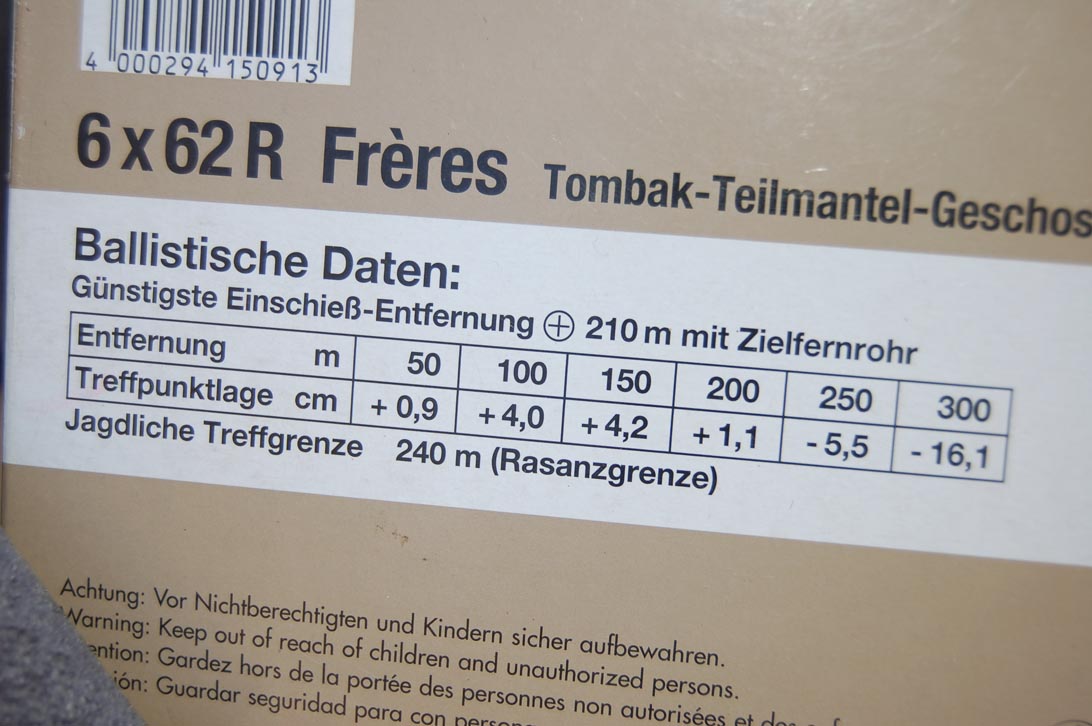 4 000294 150913
6 x 62 R Frères Tombak-Teilmantel-Geschos
Ballistische Daten:
Günstigste Einschieß-Entfernung ⊕ 210 m mit Zielfernrohr
Entfernung m 50 100 150 200 250 300
Treffpunktlage cm + 0,9 + 4,0 + 4,2 + 1,1 - 5,5 - 16,1
Jagdliche Treffgrenze 240 m (Rasanzgrenze)
Achtung: Vor Nichtberechtigten und Kindern sicher aufbewahren.
Warning: Keep out of reach of children and unauthorized persons.
ention: Gardez hors de la portée des personnes non autorisées et
ión: Guardar seguridad para con